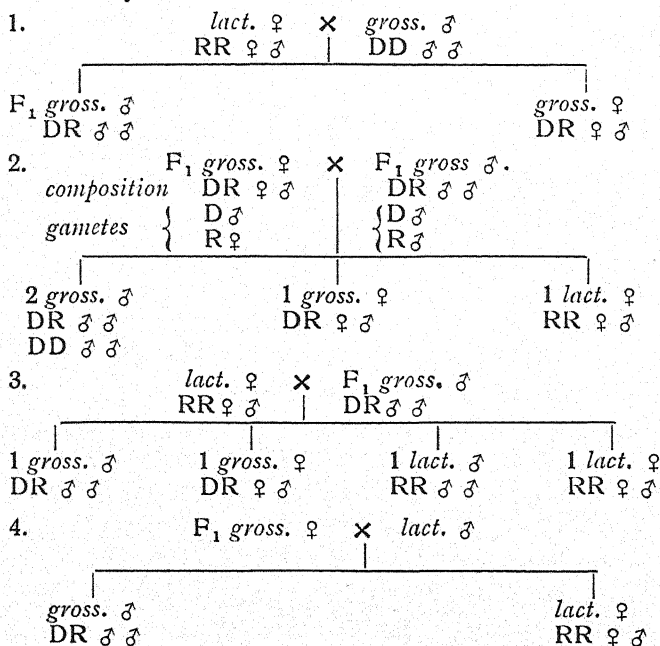 1. lact. ♀ × gross. ♂
RR ♀ ♂ DD ♂ ♂
F₁ gross. ♂ gross. ♀
DR ♂ ♂ DR ♀ ♂
2. F₁ gross. ♀ × F₁ gross ♂.
composition DR ♀ ♂ DR ♂ ♂
gametes { D ♂ { D ♂
R ♀ R ♂
2 gross. ♂ 1 gross. ♀ 1 lact. ♀
DR ♂ ♂ DR ♀ ♂ RR ♀ ♂
DD ♂ ♂
3. lact. ♀ × F₁ gross. ♂
RR ♀ ♂ DR ♂ ♂
1 gross. ♂ 1 gross. ♀ 1 lact. ♂ 1 lact. ♀
DR ♂ ♂ DR ♀ ♂ RR ♂ ♂ RR ♀ ♂
4. F₁ gross. ♀ × lact. ♂
gross. ♂ lact. ♀
DR ♂ ♂ RR ♀ ♂